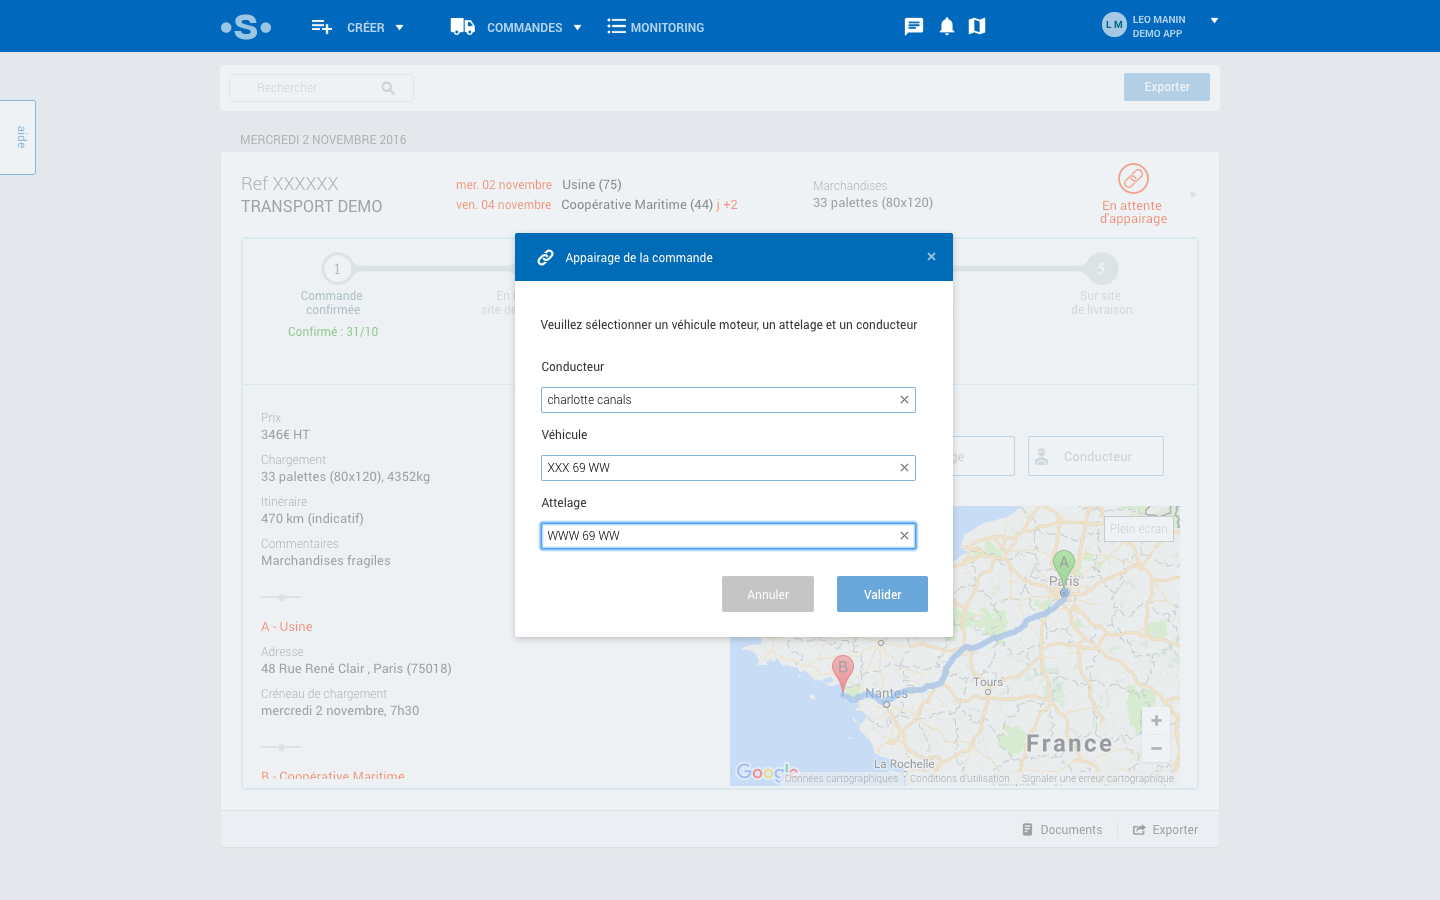 S
CRÉER
COMMANDES
MONITORING
L M
LEO MANIN
DEMO APP
Rechercher
Exporter
aide
MERCREDI 2 NOVEMBRE 2016
Ref XXXXXX
TRANSPORT DEMO
mer. 02 novembre Usine (75)
ven. 04 novembre Coopérative Maritime (44) j +2
Marchandises
33 palettes (80x120)
En attente
d'appairage
1
Commande
confirmée
Confirmé : 31/10
En
site de
5
Sur site
de livraison
Appairage de la commande
×
Veuillez sélectionner un véhicule moteur, un attelage et un conducteur
Conducteur
charlotte canals
Véhicule
XXX 69 WW
Attelage
WWW 69 WW
Annuler
Valider
Prix
346€ HT
Chargement
33 palettes (80x120), 4352kg
Itinéraire
470 km (indicatif)
Commentaires
Marchandises fragiles
A - Usine
Adresse
48 Rue René Clair , Paris (75018)
Créneau de chargement
mercredi 2 novembre, 7h30
B - Coopérative Maritime
ge
Conducteur
Plein écran
A
Paris
B
Nantes
Tours
France
La Rochelle
+
−
Google
Données cartographiques
Conditions d'utilisation
Signaler une erreur cartographique
Documents
Exporter